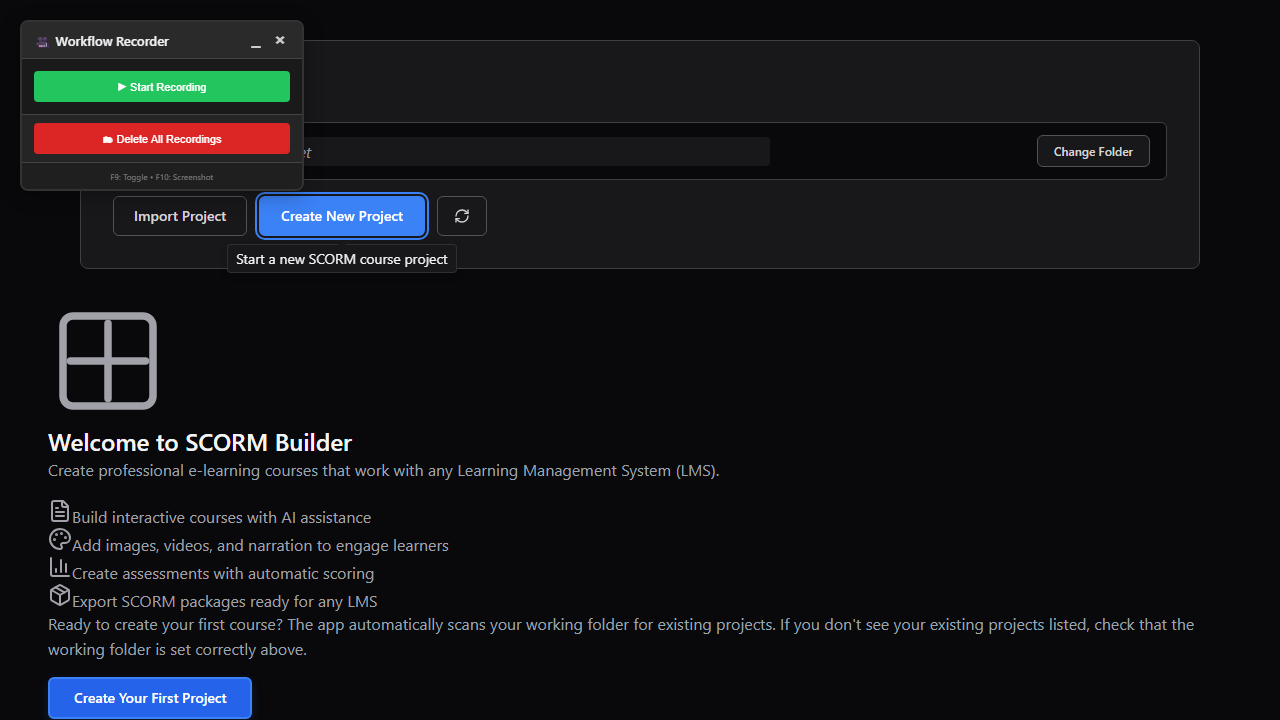 Workflow Recorder
▶ Start Recording
Delete All Recordings
F9: Toggle • F10: Screenshot
Change Folder
Import Project
Create New Project
Start a new SCORM course project
Welcome to SCORM Builder
Create professional e-learning courses that work with any Learning Management System (LMS).
Build interactive courses with AI assistance
Add images, videos, and narration to engage learners
Create assessments with automatic scoring
Export SCORM packages ready for any LMS
Ready to create your first course? The app automatically scans your working folder for existing projects. If you don't see your existing projects listed, check that the
working folder is set correctly above.
Create Your First Project